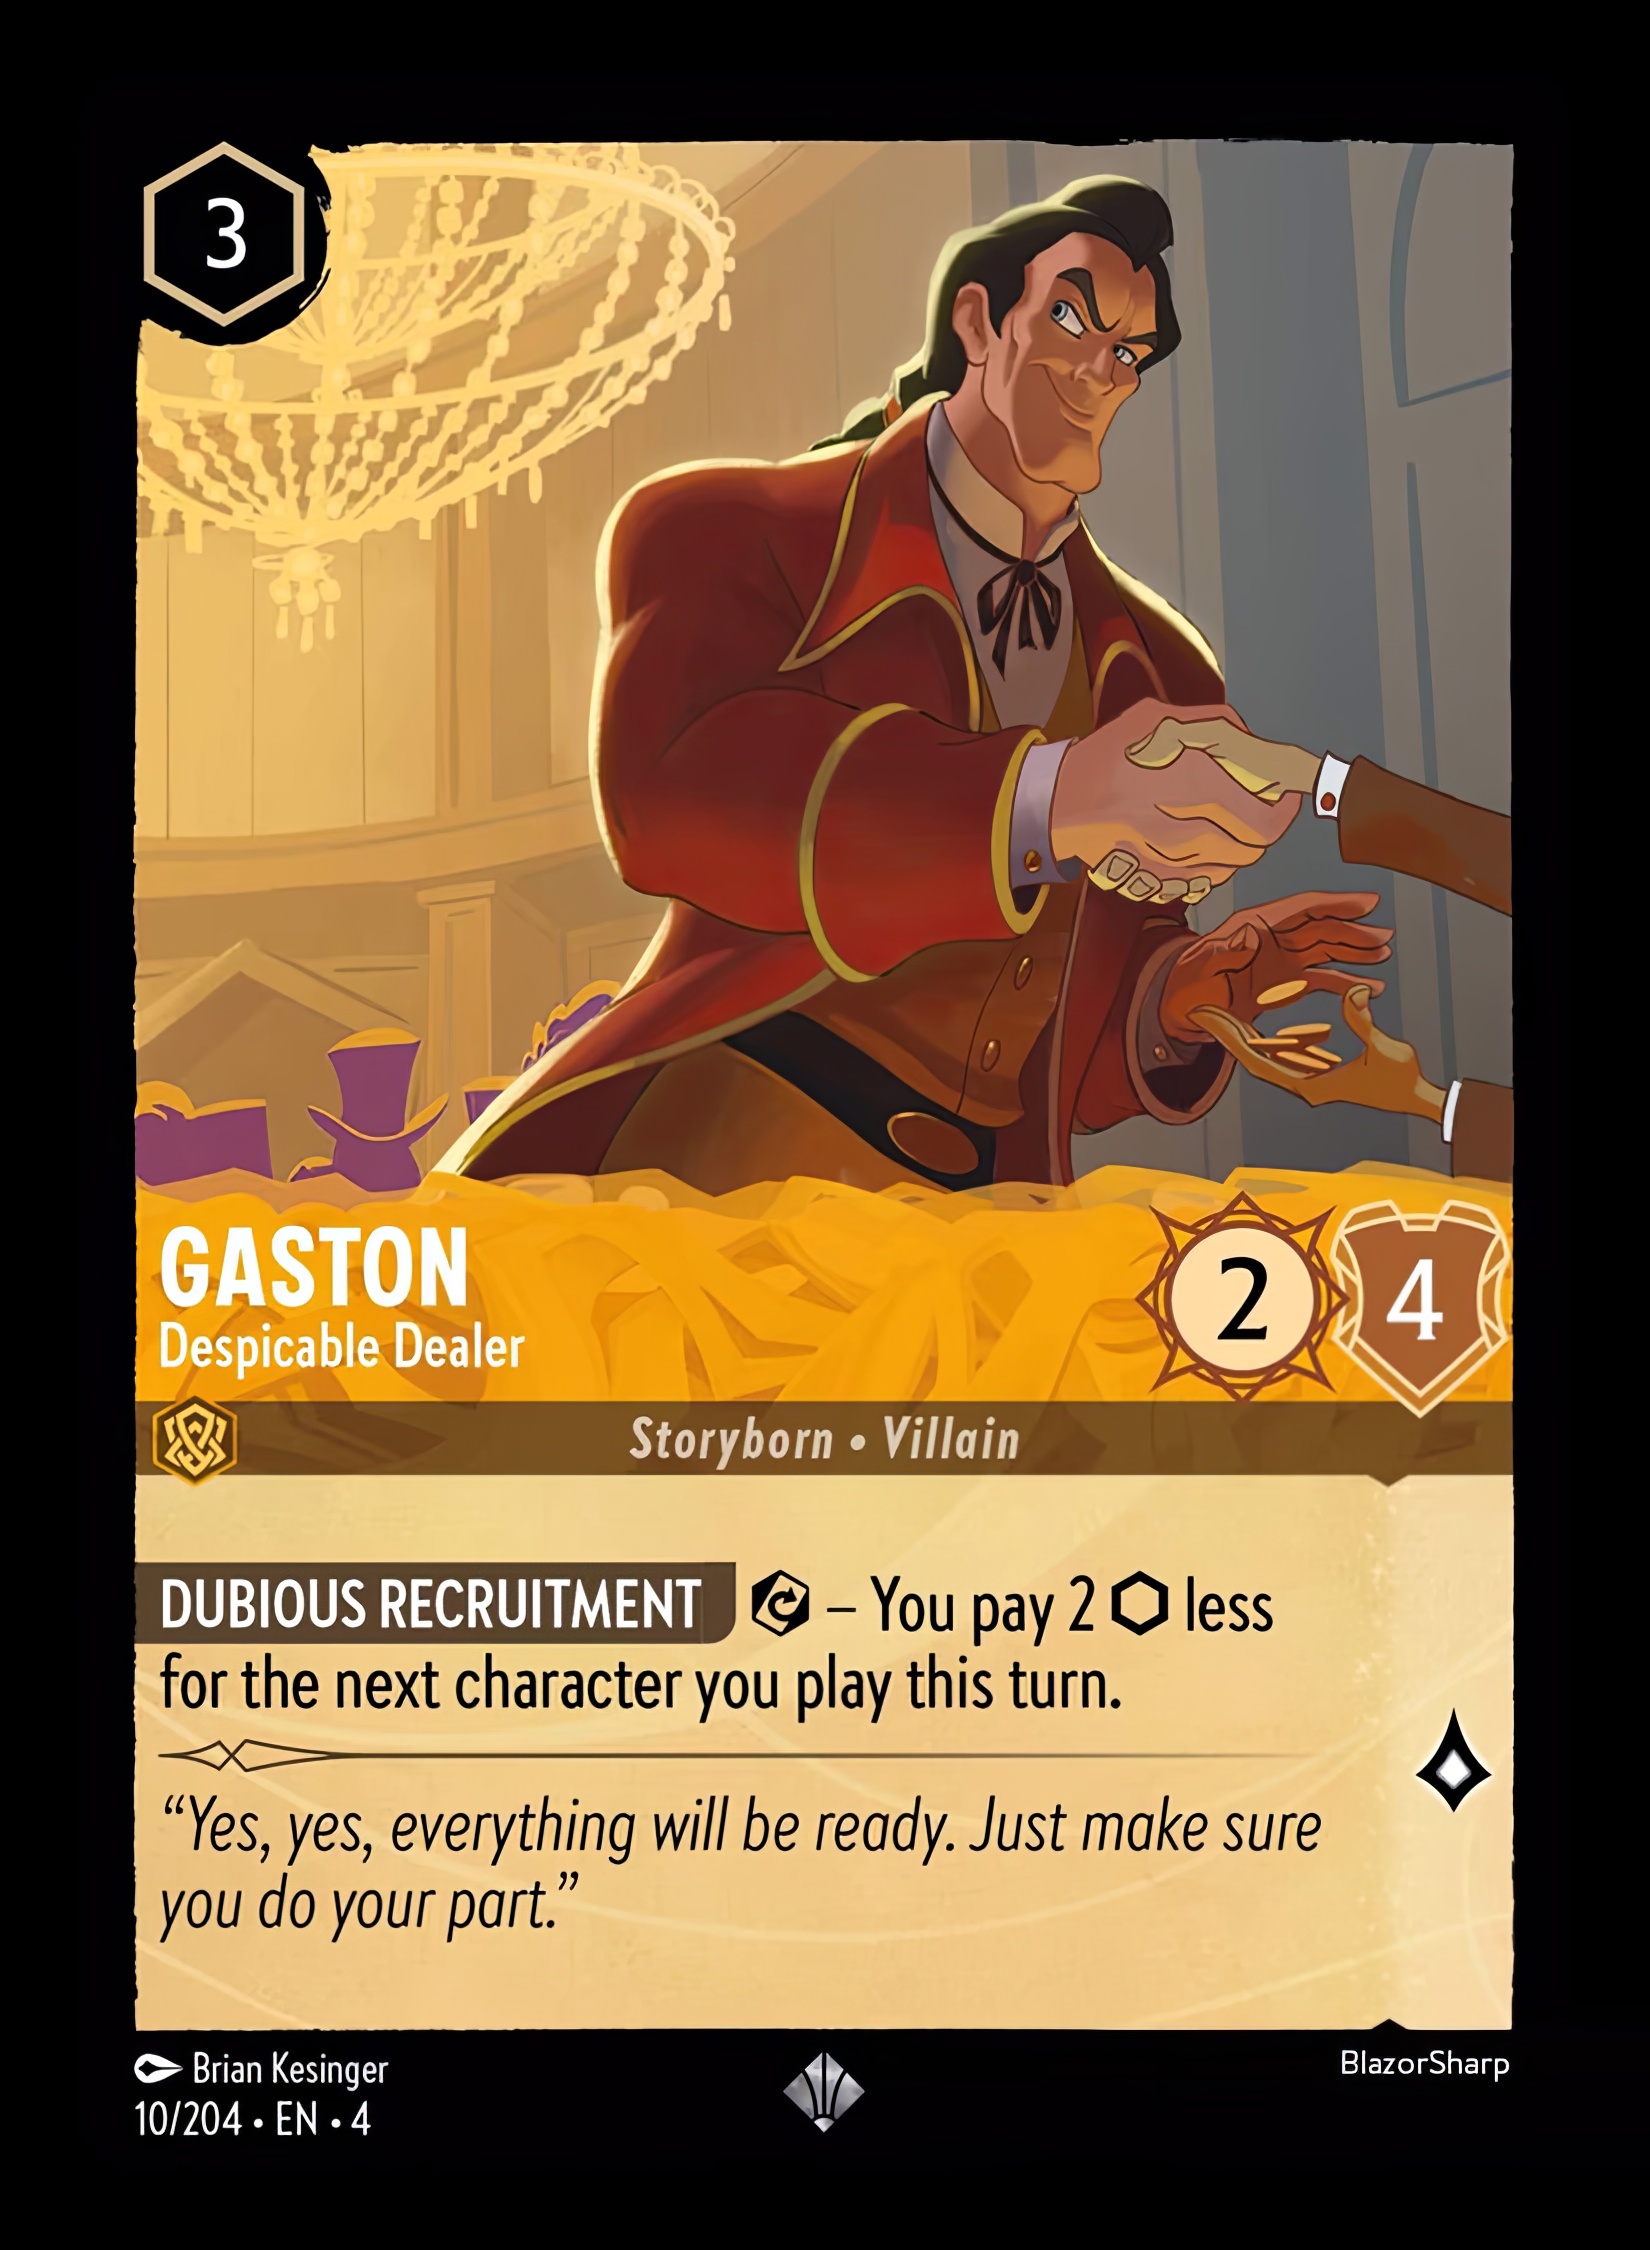 3
GASTON
Despicable Dealer
2
4
Storyborn • Villain
DUBIOUS RECRUITMENT – You pay 2 less
for the next character you play this turn.
“Yes, yes, everything will be ready. Just make sure
you do your part.”
Brian Kesinger
BlazorSharp
10/204 • EN • 4